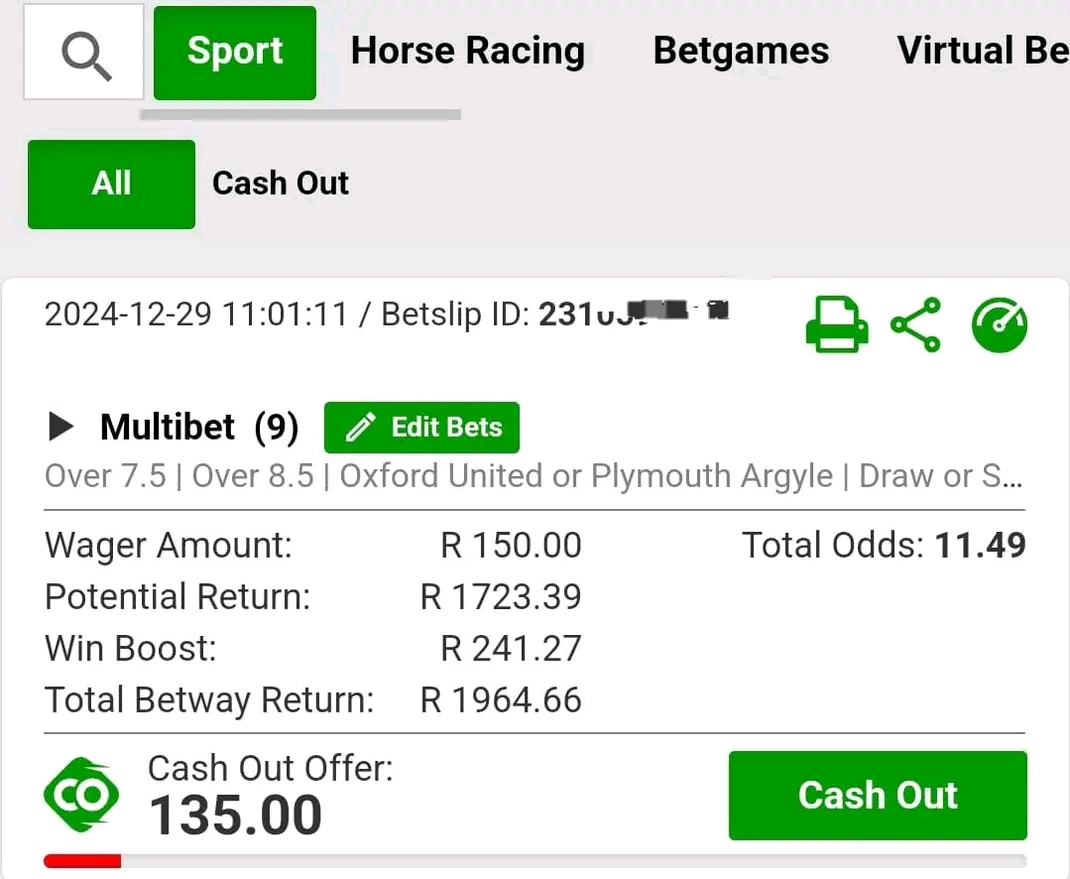 Sport Horse Racing Betgames Virtual Be
All Cash Out
2024-12-29 11:01:11 / Betslip ID:
Multibet (9) Edit Bets
Over 7.5 | Over 8.5 | Oxford United or Plymouth Argyle | Draw or S...
Wager Amount: R 150.00 Total Odds: 11.49
Potential Return: R 1723.39
Win Boost: R 241.27
Total Betway Return: R 1964.66
CO Cash Out Offer:
135.00 Cash Out